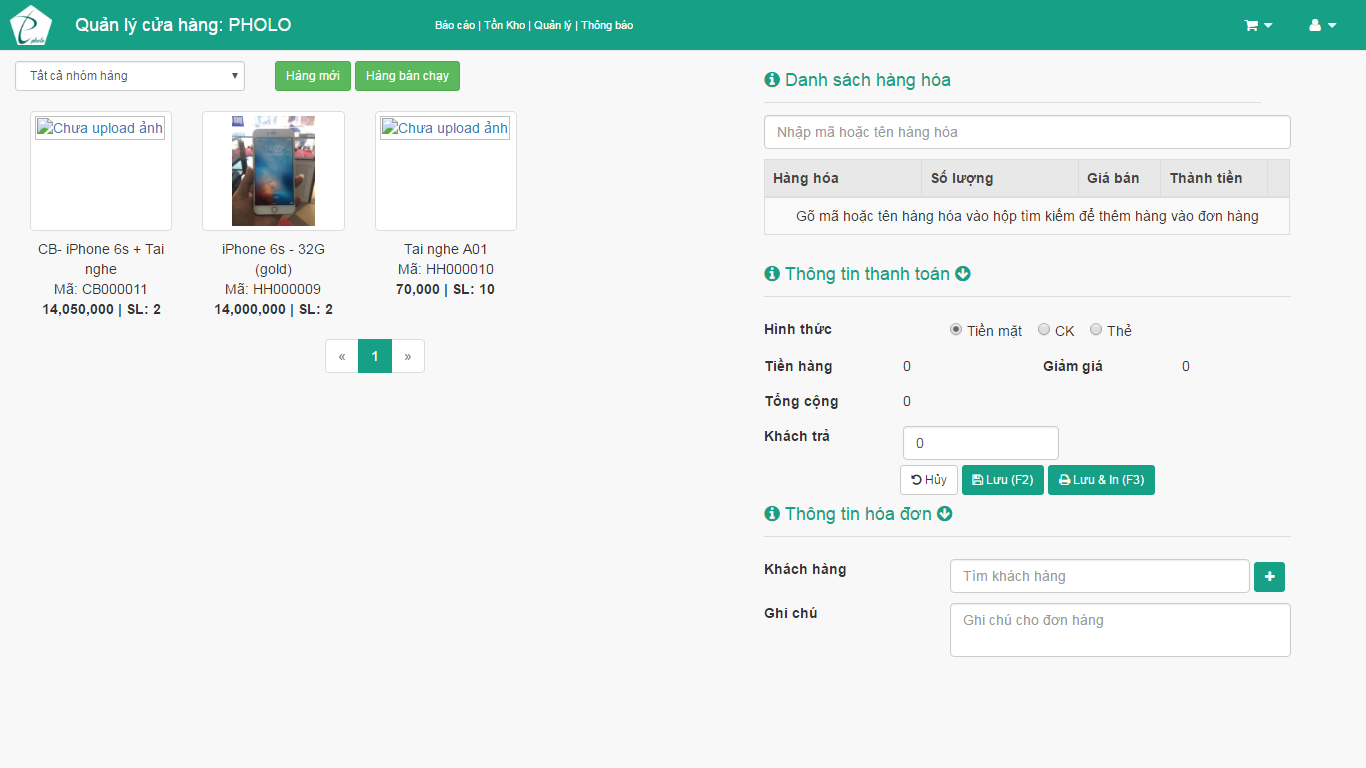 pholo
Quản lý cửa hàng: PHOLO
Báo cáo | Tồn Kho | Quản lý | Thông báo
Tất cả nhóm hàng
Hàng mới
Hàng bán chạy
Chưa upload ảnh
Chưa upload ảnh
CB- iPhone 6s + Tai
nghe
Mã: CB000011
14,050,000 | SL: 2
iPhone 6s - 32G
(gold)
Mã: HH000009
14,000,000 | SL: 2
Tai nghe A01
Mã: HH000010
70,000 | SL: 10
« 1 »
Danh sách hàng hóa
Nhập mã hoặc tên hàng hóa
Hàng hóa Số lượng Giá bán Thành tiền
Gõ mã hoặc tên hàng hóa vào hộp tìm kiếm để thêm hàng vào đơn hàng
Thông tin thanh toán
Hình thức Tiền mặt CK Thẻ
Tiền hàng 0 Giảm giá 0
Tổng cộng 0
Khách trả 0
Hủy Lưu (F2) Lưu & In (F3)
Thông tin hóa đơn
Khách hàng Tìm khách hàng
Ghi chú Ghi chú cho đơn hàng